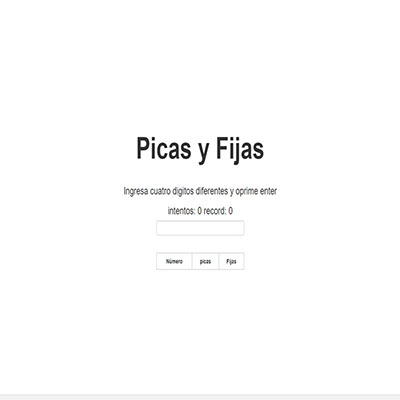 Picas y Fijas
Ingresa cuatro digitos diferentes y oprime enter
intentos: 0 record: 0
Número picas Fijas